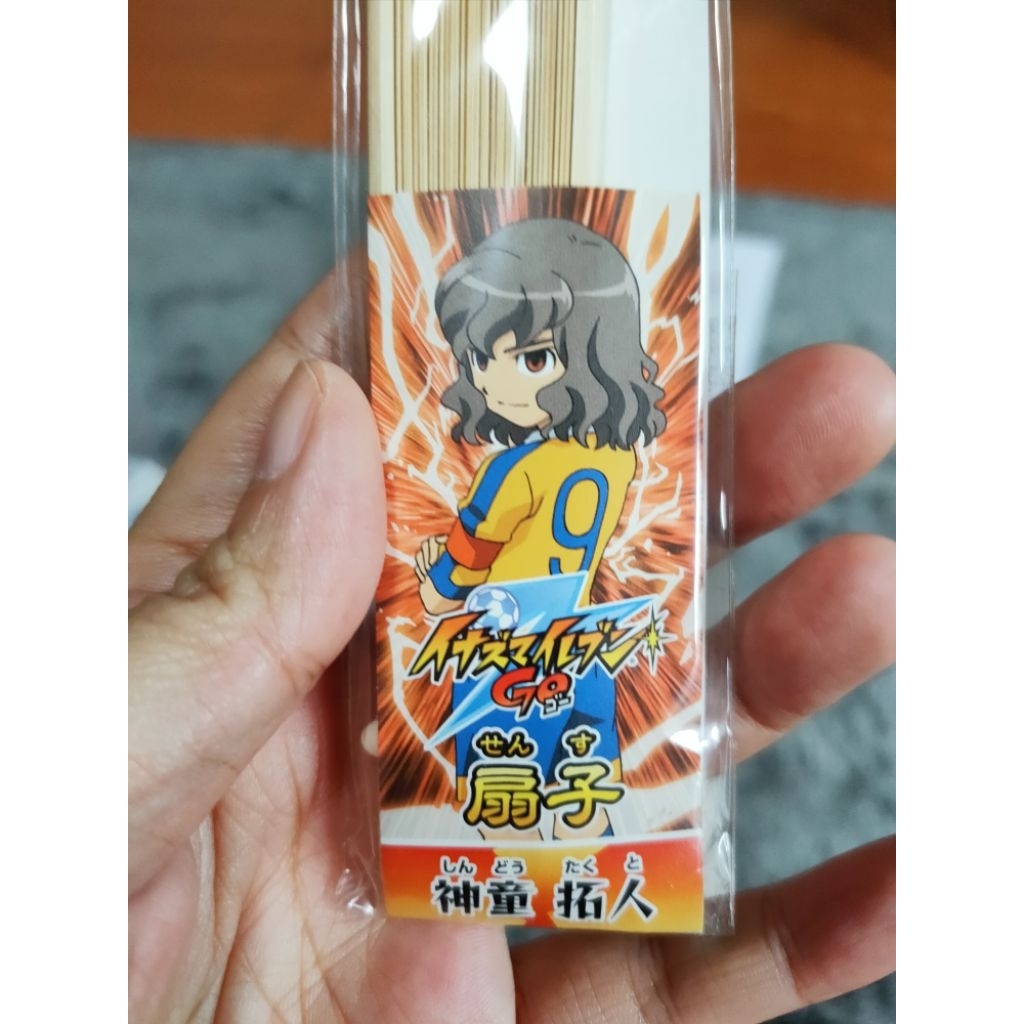 9
イナズマイレブン
GO
ゴー
せん す
扇子
しん どう たく と
神童 拓人